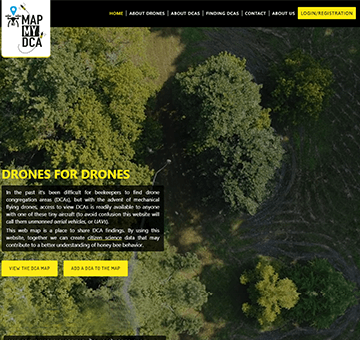 MAP
MY
DCA
HOME | ABOUT DRONES | ABOUT DCAS | FINDING DCAS | CONTACT | ABOUT US LOGIN/REGISTRATION
DRONES FOR DRONES
In the past it's been difficult for beekeepers to find drone
congregation areas (DCAs), but with the advent of mechanical
flying drones, access to view DCAs is readily available to anyone
with one of these tiny aircraft (to avoid confusion this website will
call them unmanned aerial vehicles, or UAVs).
This web map is a place to share DCA findings. By using this
website, together we can create citizen science data that may
contribute to a better understanding of honey bee behavior.
VIEW THE DCA MAP ADD A DCA TO THE MAP